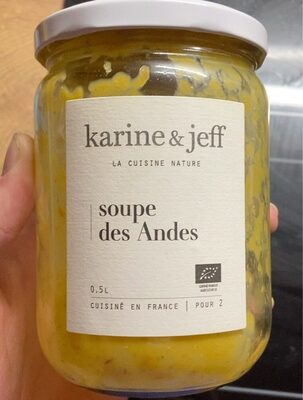 karine & jeff
LA CUISINE NATURE
soupe
des Andes
0.5L
CUISINÉ EN FRANCE | POUR 2